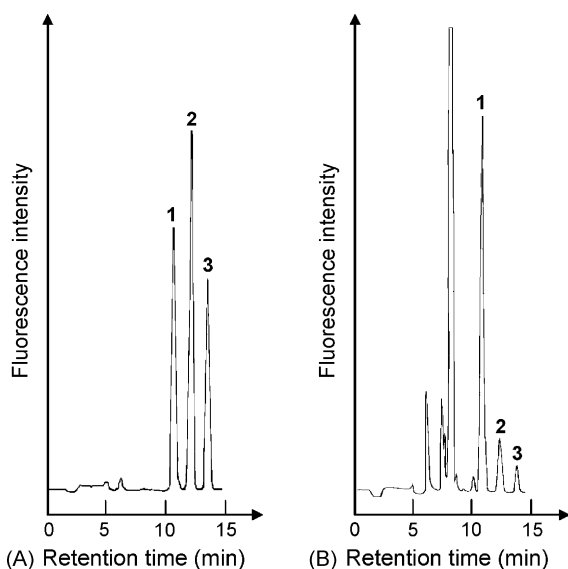 Fluorescence intensity
1
2
3
0 5 10 15
(A) Retention time (min)
Fluorescence intensity
1
2
3
0 5 10 15
(B) Retention time (min)